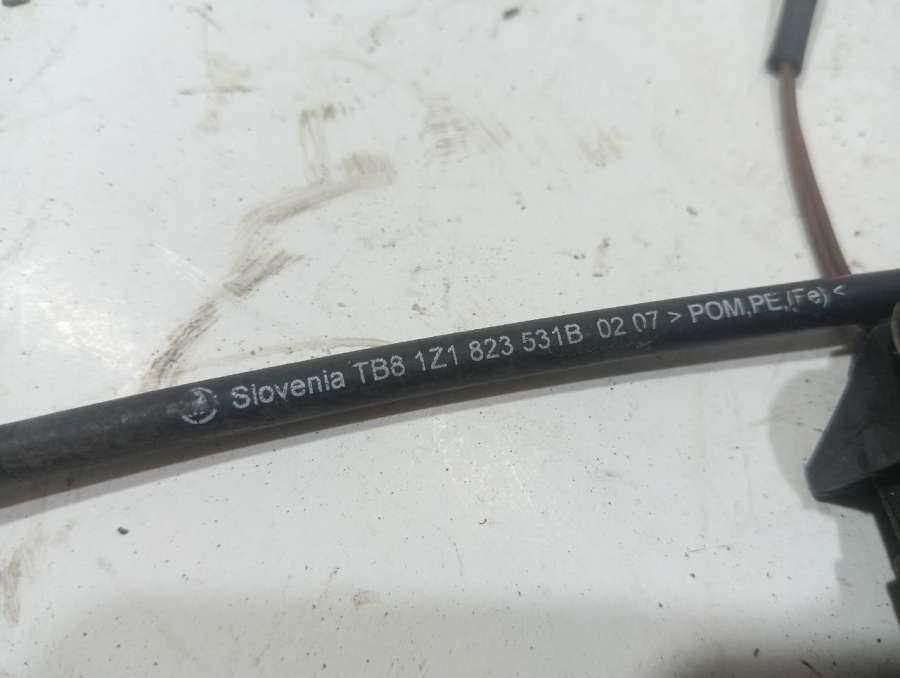 Slovenia TB8 1Z1 823 531B 02 07 >POM,PE,(Fe)<